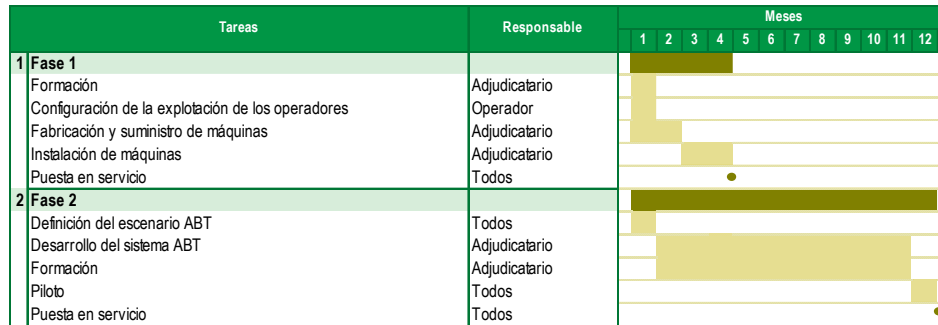 Tareas Responsable Meses
1 2 3 4 5 6 7 8 9 10 11 12
1 Fase 1
Formación Adjudicatario
Configuración de la explotación de los operadores Operador
Fabricación y suministro de máquinas Adjudicatario
Instalación de máquinas Adjudicatario
Puesta en servicio Todos
2 Fase 2
Definición del escenario ABT Todos
Desarrollo del sistema ABT Adjudicatario
Formación Adjudicatario
Piloto Todos
Puesta en servicio Todos